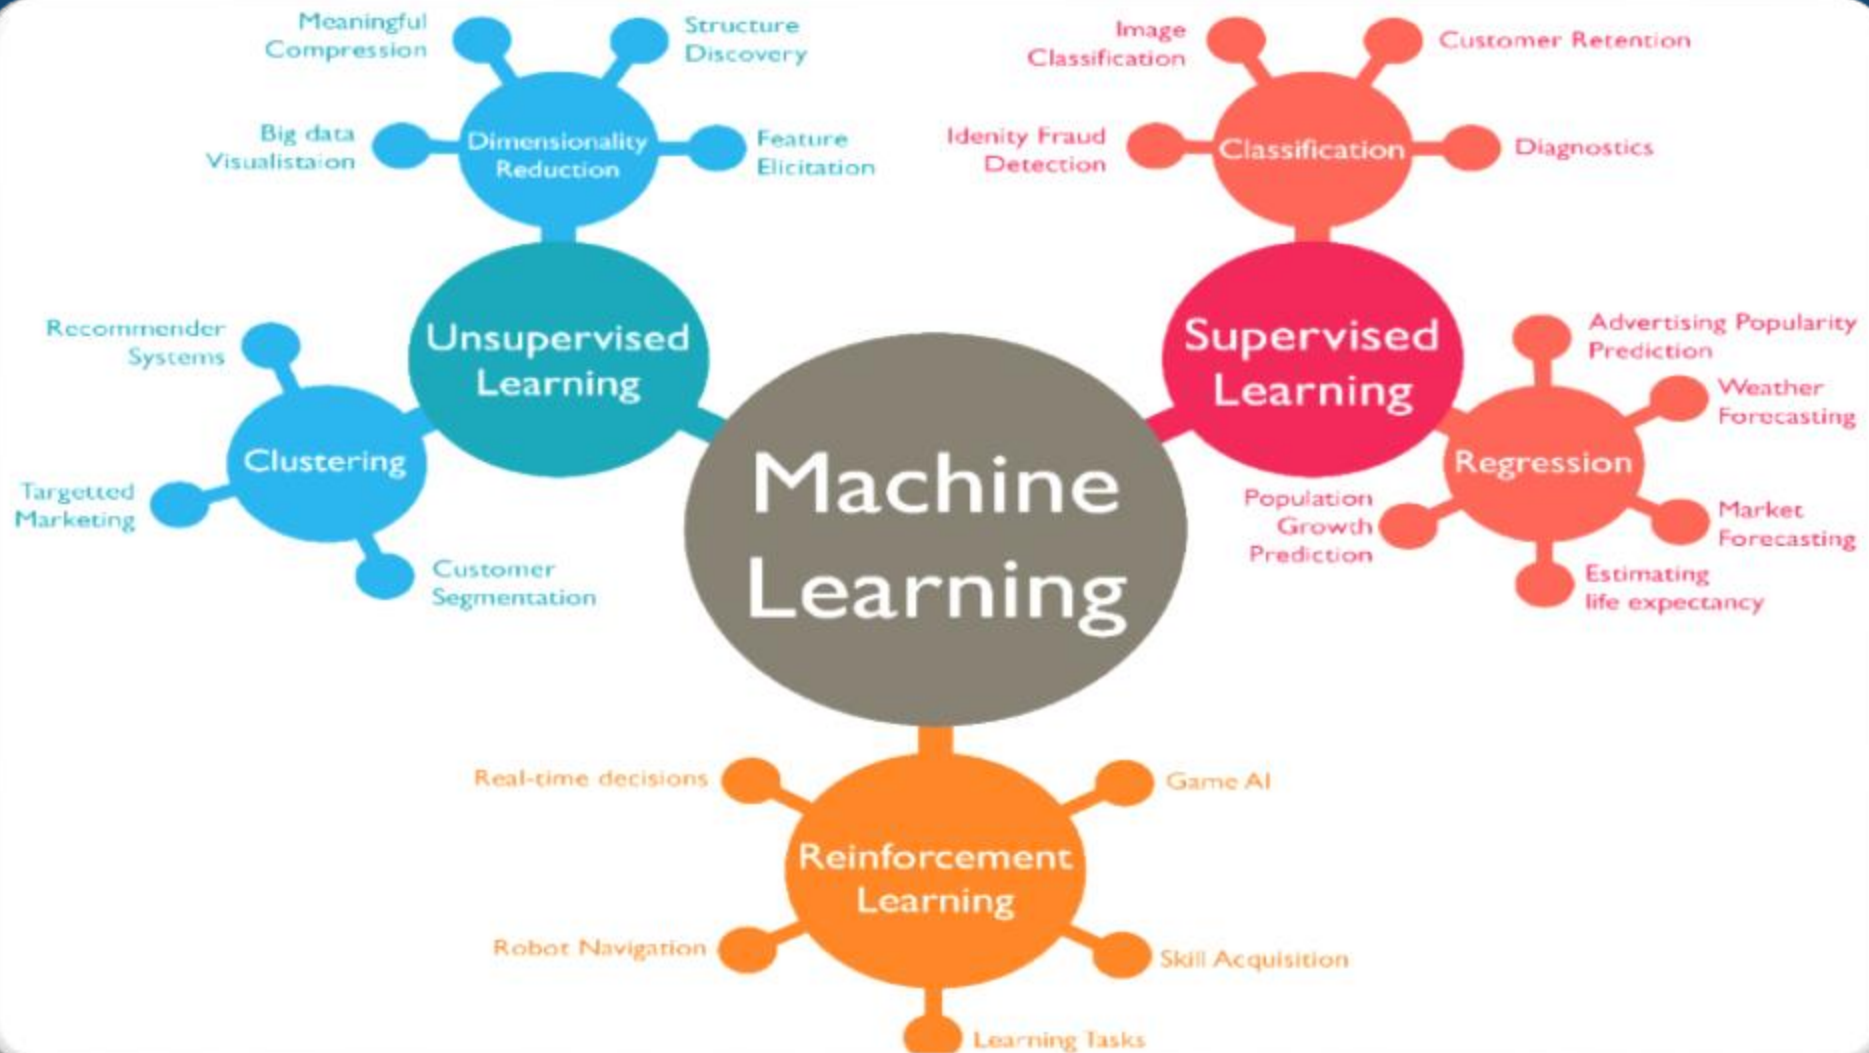 Meaningful
Compression
Structure
Discovery
Big data
Visualistaion
Dimensionality
Reduction
Feature
Elicitation
Image
Classification
Customer Retention
Idenity Fraud
Detection
Classification
Diagnostics
Recommender
Systems
Unsupervised
Learning
Clustering
Targetted
Marketing
Customer
Segmentation
Machine
Learning
Supervised
Learning
Advertising Popularity
Prediction
Weather
Forecasting
Regression
Population
Growth
Prediction
Market
Forecasting
Estimating
life expectancy
Real-time decisions
Game AI
Reinforcement
Learning
Robot Navigation
Skill Acquisition
Learning Tasks